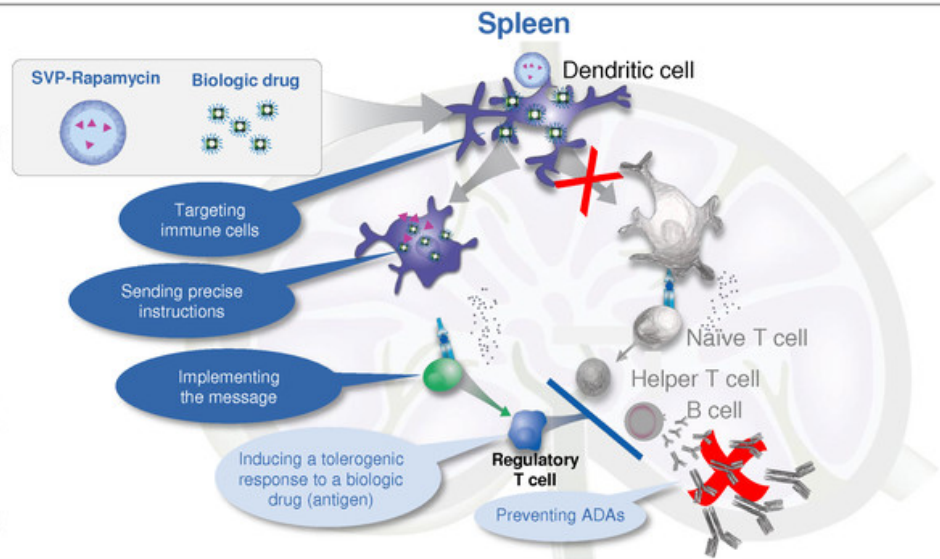 Spleen
SVP-Rapamycin
Biologic drug
Dendritic cell
Targeting
immune cells
Sending precise
instructions
Naïve T cell
Implementing
the message
Helper T cell
B cell
Inducing a tolerogenic
response to a biologic
drug (antigen)
Regulatory
T cell
Preventing ADAs